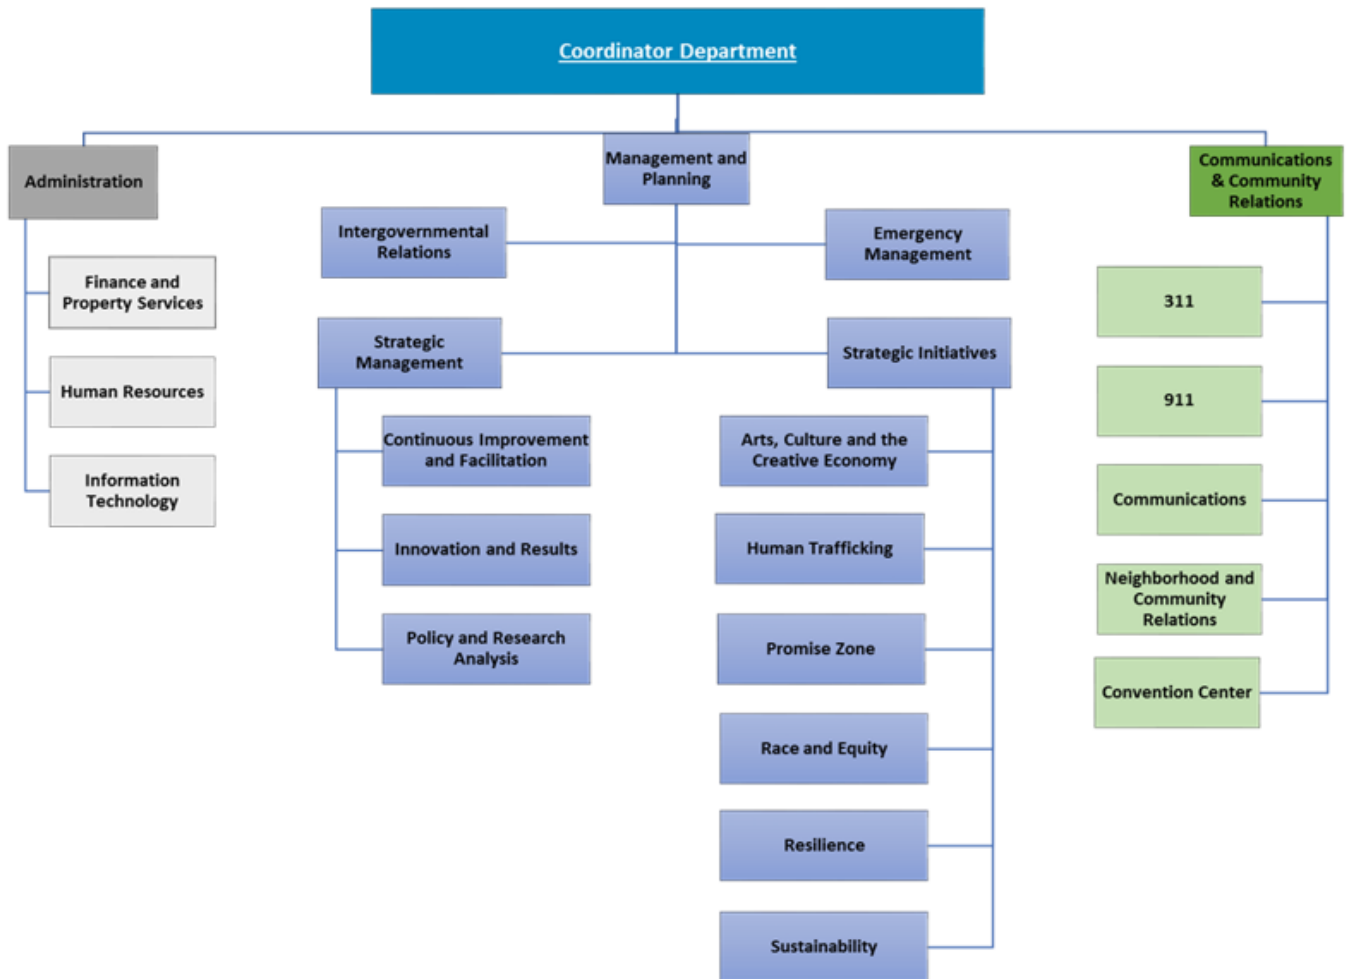 Coordinator Department
Administration
Finance and
Property Services
Human Resources
Information
Technology
Management and
Planning
Intergovernmental
Relations
Emergency
Management
Strategic
Management
Continuous Improvement
and Facilitation
Innovation and Results
Policy and Research
Analysis
Strategic Initiatives
Arts, Culture and the
Creative Economy
Human Trafficking
Promise Zone
Race and Equity
Resilience
Sustainability
Communications
& Community
Relations
311
911
Communications
Neighborhood and
Community
Relations
Convention Center